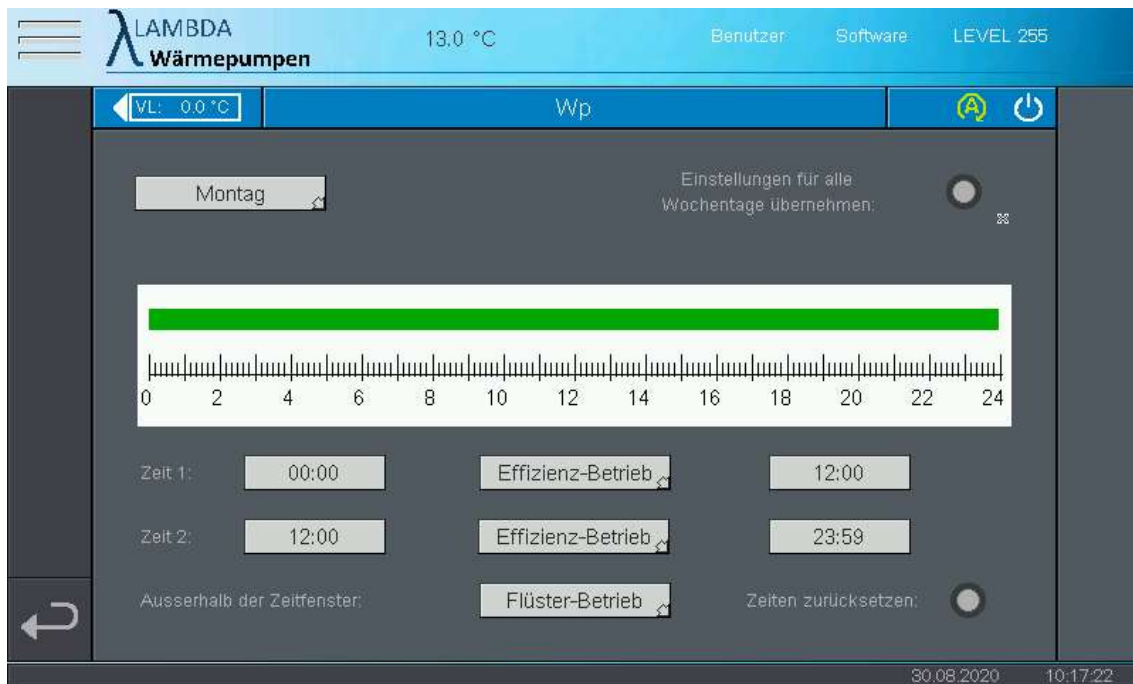 LAMBDA
Wärmepumpen
13.0 °C
Benutzer
Software
LEVEL 255
VL: 0.0 °C
Wp
Montag
Einstellungen für alle
Wochentage übernehmen:
0 2 4 6 8 10 12 14 16 18 20 22 24
Zeit 1: 00:00 Effizienz-Betrieb 12:00
Zeit 2: 12:00 Effizienz-Betrieb 23:59
Ausserhalb der Zeitfenster: Flüster-Betrieb Zeiten zurücksetzen:
30.08.2020 10:17:22